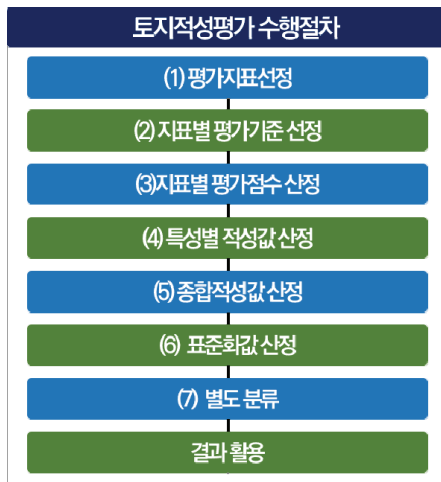 토지적성평가 수행절차
(1) 평가지표선정
(2) 지표별 평가기준 선정
(3)지표별 평가점수 산정
(4) 특성별 적성값 산정
(5) 종합적성값 산정
(6) 표준화값 산정
(7) 별도 분류
결과 활용